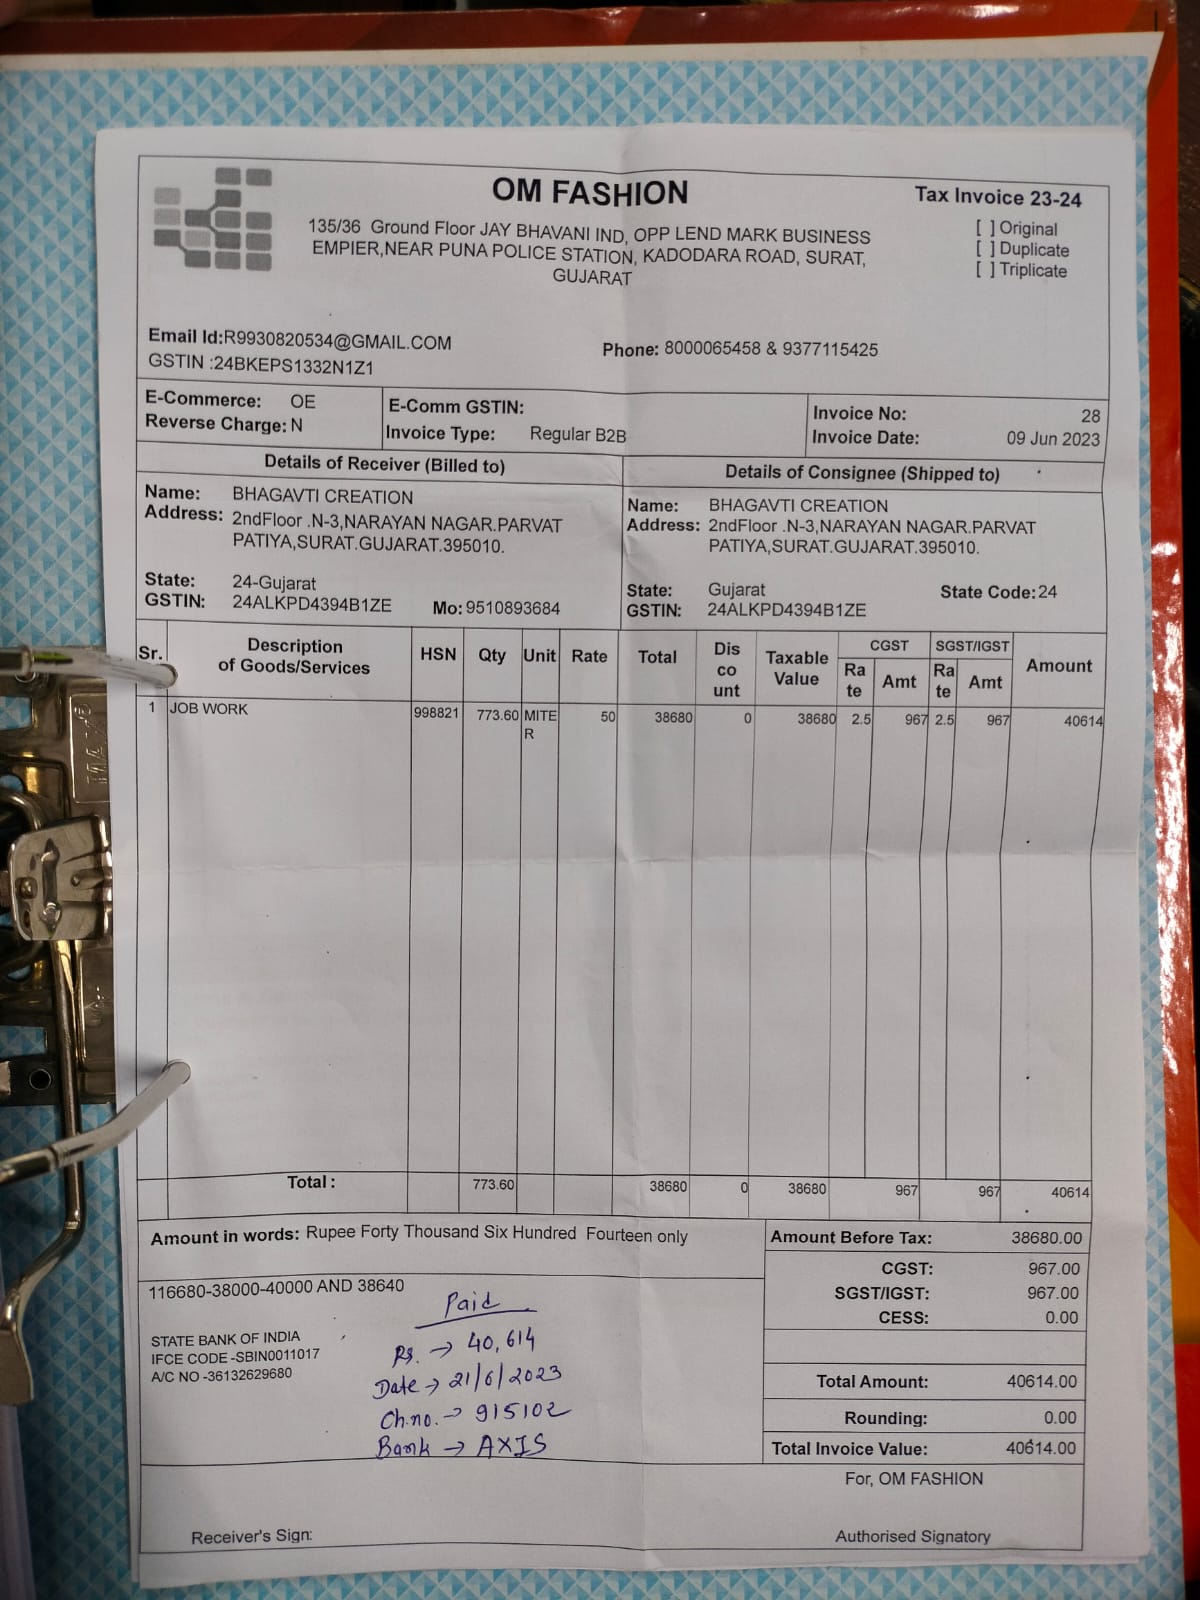 OM FASHION
Tax Invoice 23-24
135/36 Ground Floor JAY BHAVANI IND, OPP LEND MARK BUSINESS
EMPIER,NEAR PUNA POLICE STATION, KADODARA ROAD, SURAT,
GUJARAT
[ ] Original
[ ] Duplicate
[ ] Triplicate
Email Id:R9930820534@GMAIL.COM
Phone: 8000065458 & 9377115425
GSTIN :24BKEPS1332N1Z1
E-Commerce: OE
Reverse Charge: N
E-Comm GSTIN:
Invoice Type: Regular B2B
Invoice No: 28
Invoice Date: 09 Jun 2023
Details of Receiver (Billed to)
Name: BHAGAVTI CREATION
Address: 2ndFloor .N-3,NARAYAN NAGAR.PARVAT
PATIYA,SURAT.GUJARAT.395010.
State: 24-Gujarat
GSTIN: 24ALKPD4394B1ZE Mo: 9510893684
Details of Consignee (Shipped to)
Name: BHAGAVTI CREATION
Address: 2ndFloor .N-3,NARAYAN NAGAR.PARVAT
PATIYA,SURAT.GUJARAT.395010.
State: Gujarat State Code: 24
GSTIN: 24ALKPD4394B1ZE
Sr. Description of Goods/Services HSN Qty Unit Rate Total Dis co unt Taxable Value CGST Ra te Amt SGST/IGST Ra te Amt Amount
1 JOB WORK 998821 773.60 MITE R 50 38680 0 38680 2.5 967 2.5 967 40614
Total : 773.60 38680 0 38680 967 967 40614
Amount in words: Rupee Forty Thousand Six Hundred Fourteen only
116680-38000-40000 AND 38640
STATE BANK OF INDIA
IFCE CODE -SBIN0011017
A/C NO -36132629680
Paid
Rs. → 40,614
Date → 21/6/2023
Ch.no. → 915102
Bank → AXIS
Amount Before Tax: 38680.00
CGST: 967.00
SGST/IGST: 967.00
CESS: 0.00
Total Amount: 40614.00
Rounding: 0.00
Total Invoice Value: 40614.00
For, OM FASHION
Receiver's Sign:
Authorised Signatory